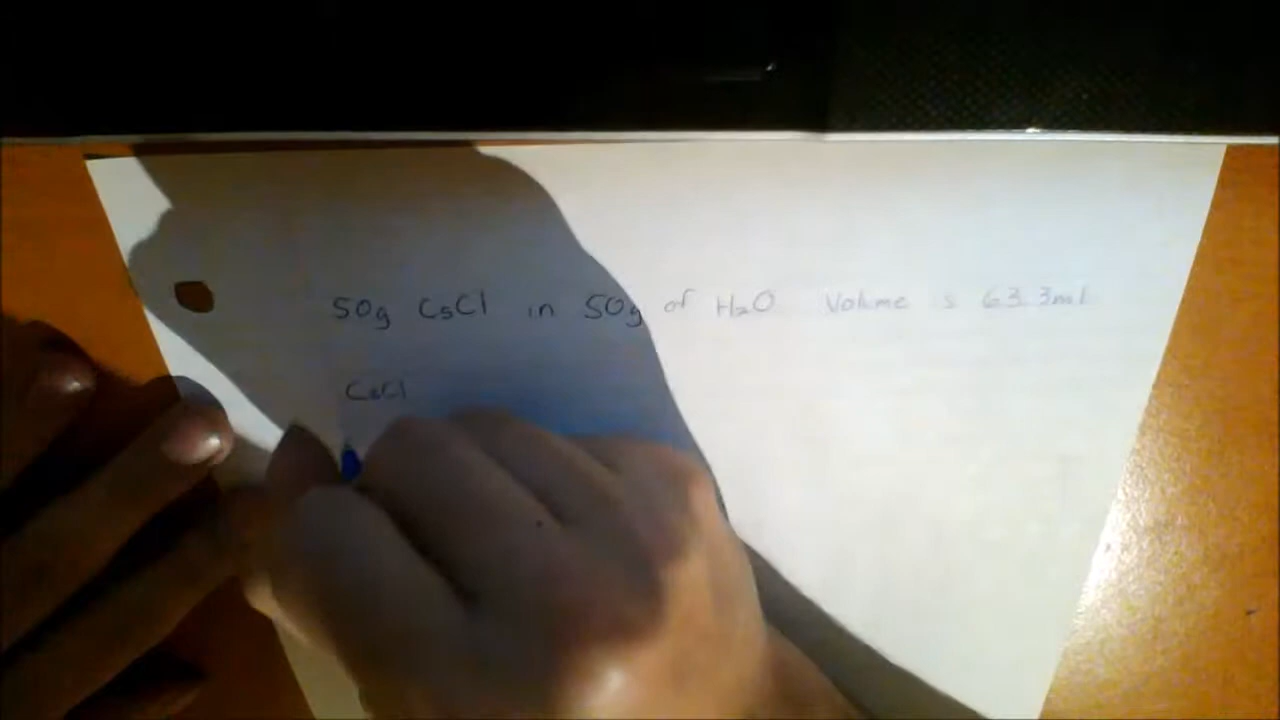 50g CsCl in 50g of H₂O Volume is 63.3ml
CsCl